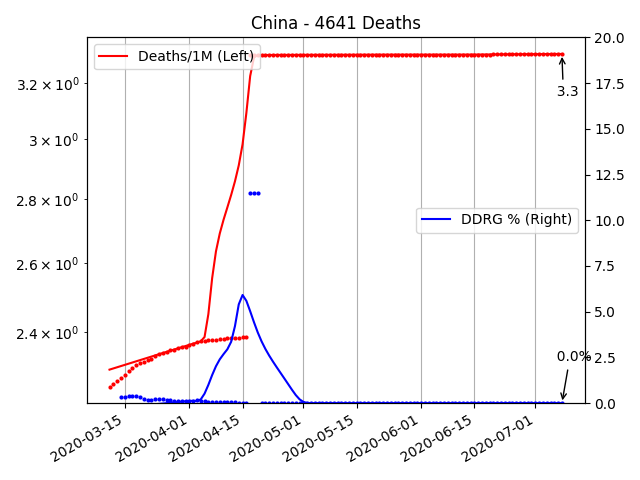 China - 4641 Deaths
Deaths/1M (Left)
DDRG % (Right)
3.3
0.0%
3.2 × 10⁰
3 × 10⁰
2.8 × 10⁰
2.6 × 10⁰
2.4 × 10⁰
20.0
17.5
15.0
12.5
10.0
7.5
5.0
2.5
0.0
2020-03-15
2020-04-01
2020-04-15
2020-05-01
2020-05-15
2020-06-01
2020-06-15
2020-07-01